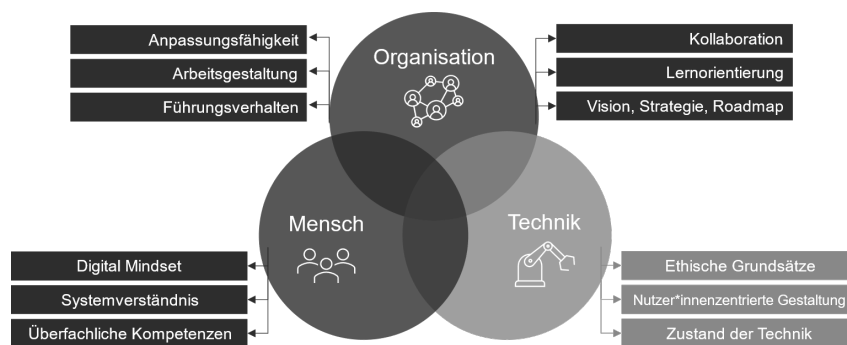 Organisation
Anpassungsfähigkeit
Arbeitsgestaltung
Führungsverhalten
Kollaboration
Lernorientierung
Vision, Strategie, Roadmap
Mensch
Digital Mindset
Systemverständnis
Überfachliche Kompetenzen
Technik
Ethische Grundsätze
Nutzer*innenzentrierte Gestaltung
Zustand der Technik